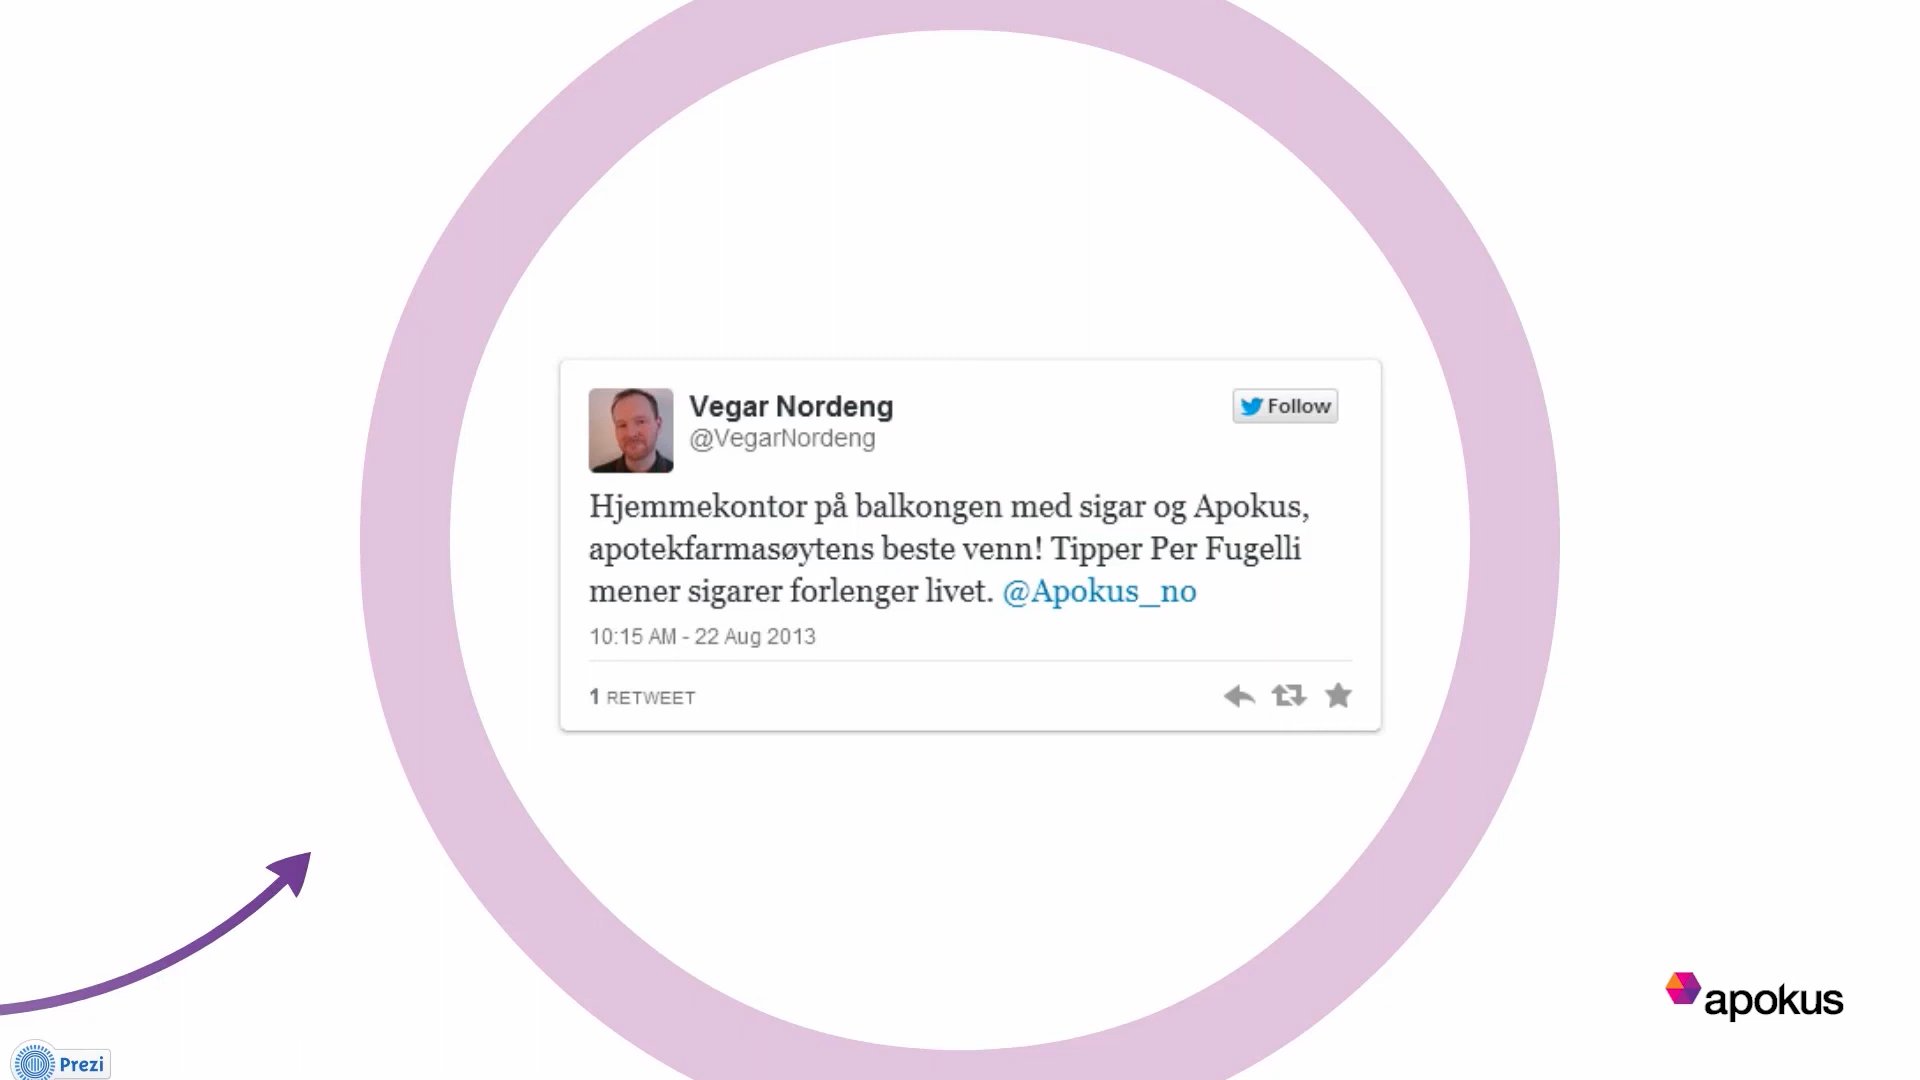 Vegar Nordeng
@VegarNordeng
Follow
Hjemmekontor på balkongen med sigar og Apokus,
apotekfarmasøytens beste venn! Tipper Per Fugelli
mener sigarer forlenger livet. @Apokus_no
10:15 AM - 22 Aug 2013
1 RETWEET
apokus
Prezi